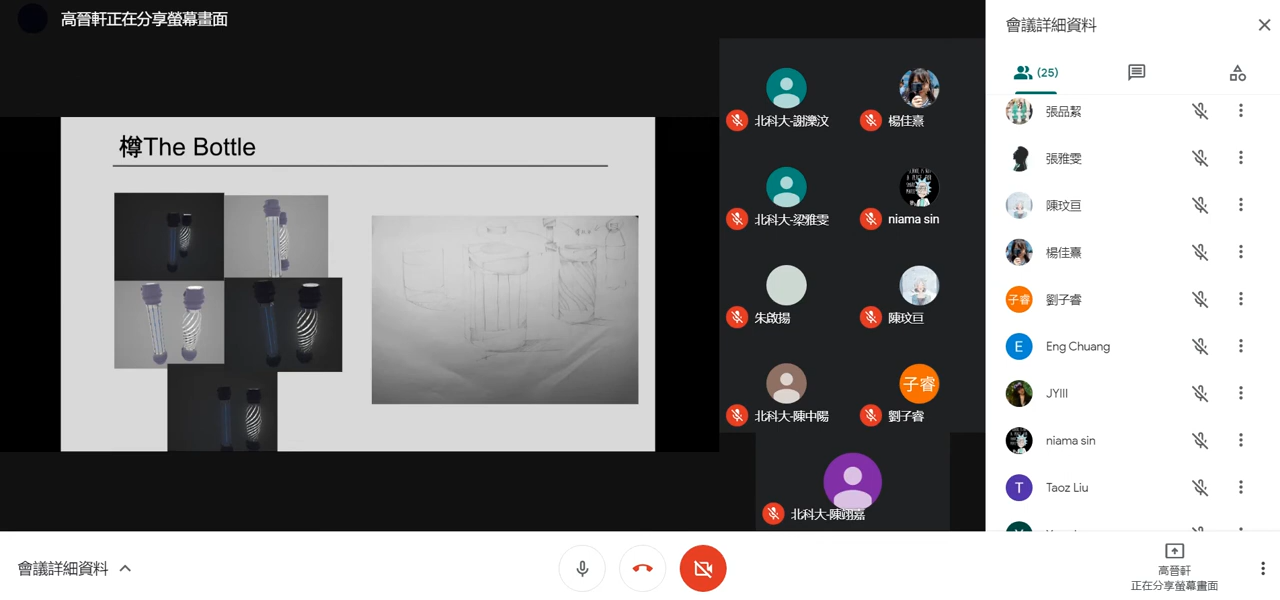 高晉軒正在分享螢幕畫面
樽The Bottle
北科大-謝濼汶
楊佳熹
北科大-梁雅雯
niama sin
朱啟揚
陳玟亘
北科大-陳中陽
子睿
劉子睿
北科大-陳翊嘉
會議詳細資料
(25)
張品絜
張雅雯
陳玟亘
楊佳熹
子睿
劉子睿
E
Eng Chuang
JYIII
niama sin
T
Taoz Liu
會議詳細資料
高晉軒
正在分享螢幕畫面